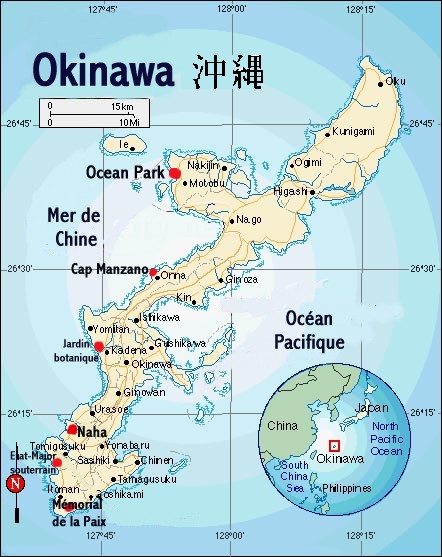 127°45' 128°00' 128°15'
Okinawa 沖縄
0 15km
0 10Mi
Oku
26°45' 26°45'
Kunigami
Ie
Nakijin
Ogimi
Ocean Park
Motobu
Higashi
Mer de
Chine
Nago
26°30' 26°30'
Cap Manzano
Onna
Ginoza
Kin
Ishikawa
Yomitan
Océan
Pacifique
Jardin
botanique
Kadena
Gushikawa
Okinawa
Ginowan
Urasoe
26°15' 26°15'
Japan
China
North
Pacific
Ocean
Okinawa
South
China
Sea
Philippines
Naha
Tomigusuku
Yonabaru
Etat-Major
souterrain
Sashiki
Chinen
Tamagusuku
N
Itoman
Goshikami
Mémorial
de la Paix
127°45' 128°00' 128°15'